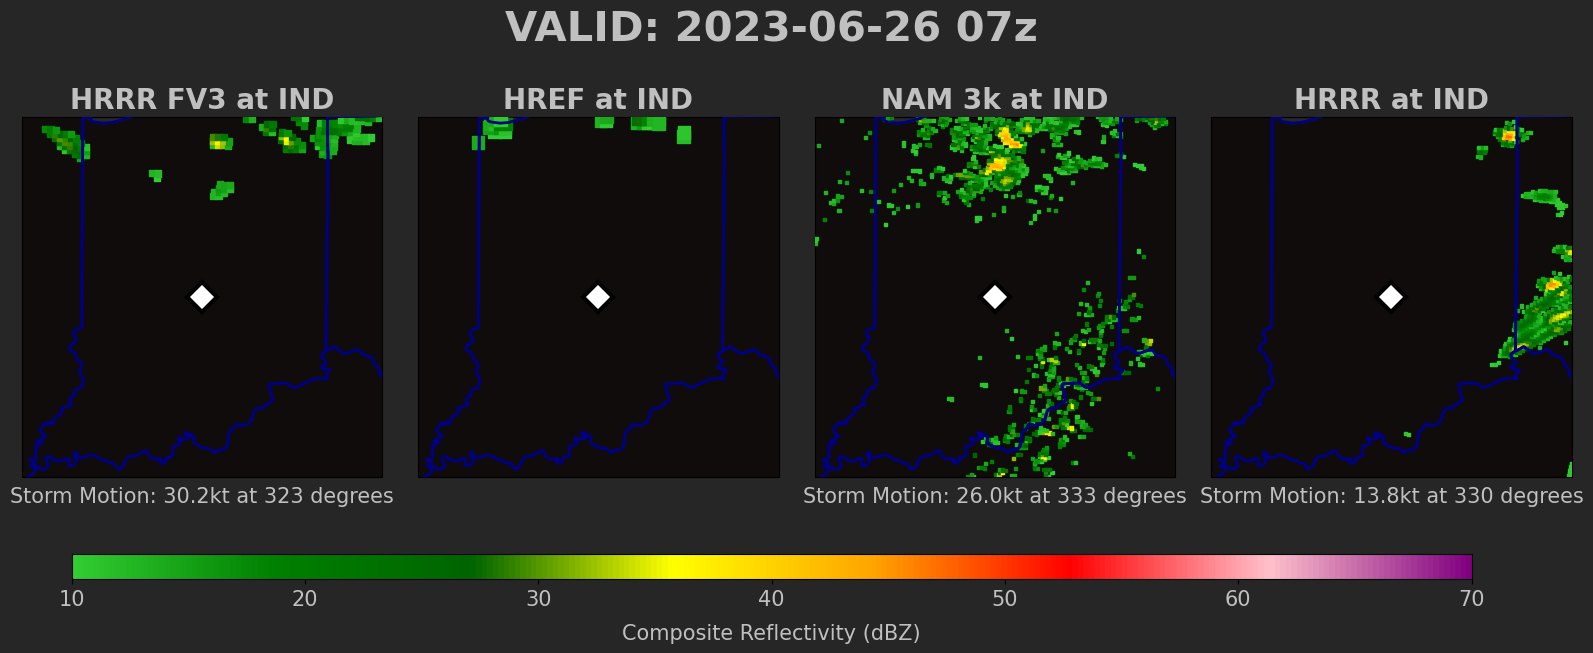 VALID: 2023-06-26 07z
HRRR FV3 at IND
HREF at IND
NAM 3k at IND
HRRR at IND
Storm Motion: 30.2kt at 323 degrees
Storm Motion: 26.0kt at 333 degrees
Storm Motion: 13.8kt at 330 degrees
10 20 30 40 50 60 70
Composite Reflectivity (dBZ)